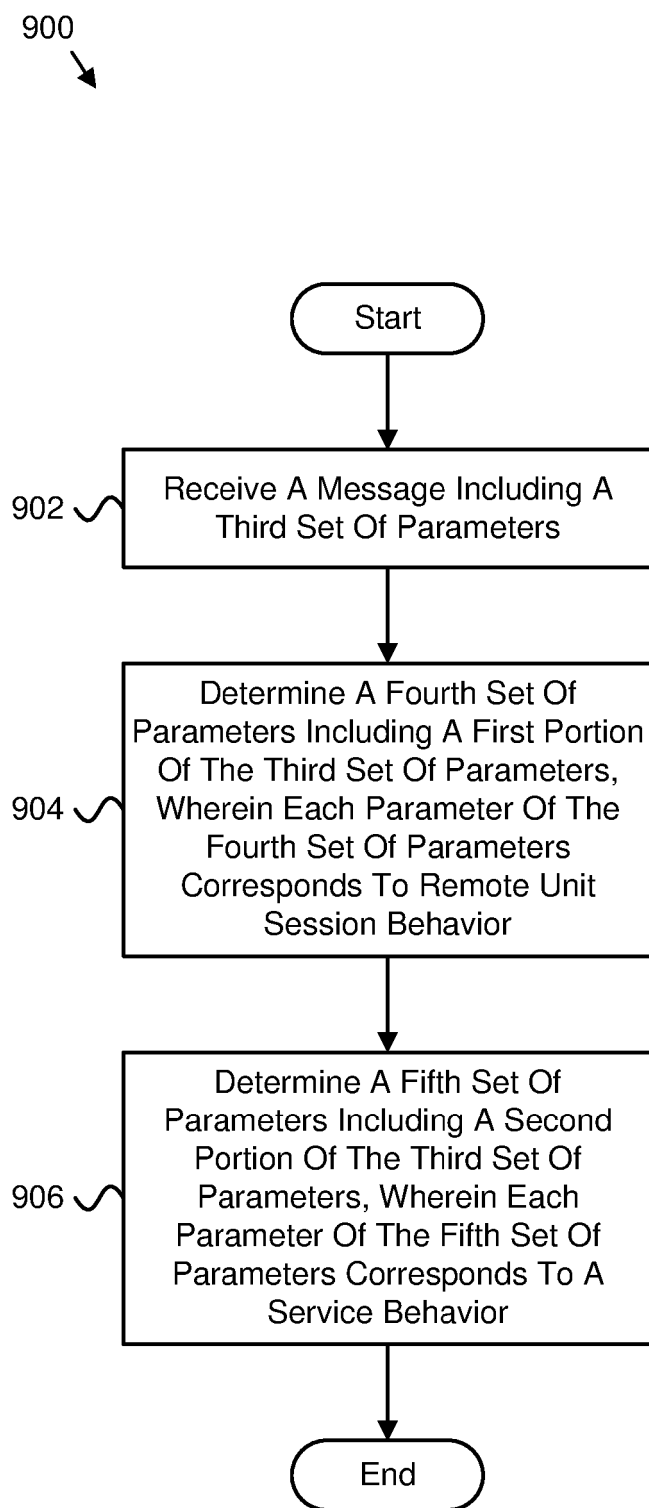 900
Start
902
Receive A Message Including A
Third Set Of Parameters
904
Determine A Fourth Set Of
Parameters Including A First Portion
Of The Third Set Of Parameters,
Wherein Each Parameter Of The
Fourth Set Of Parameters
Corresponds To Remote Unit
Session Behavior
906
Determine A Fifth Set Of
Parameters Including A Second
Portion Of The Third Set Of
Parameters, Wherein Each
Parameter Of The Fifth Set Of
Parameters Corresponds To A
Service Behavior
End